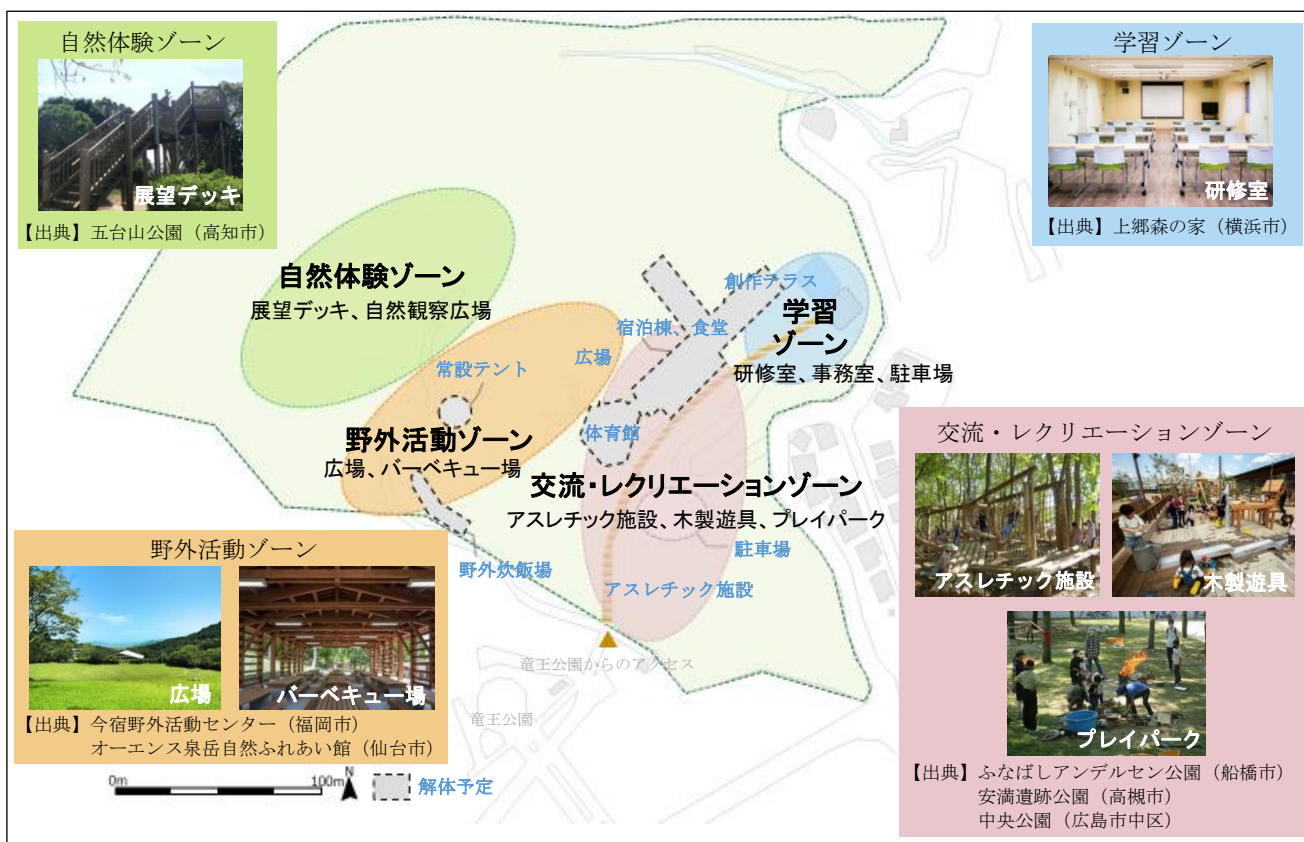 自然体験ゾーン
展望デッキ
【出典】五台山公園（高知市）
学習ゾーン
研修室
【出典】上郷森の家（横浜市）
自然体験ゾーン
展望デッキ、自然観察広場
創作テラス
学習
ゾーン
研修室、事務室、駐車場
宿泊棟、食堂
広場
常設テント
体育館
野外活動ゾーン
広場、バーベキュー場
交流・レクリエーションゾーン
アスレチック施設、木製遊具、プレイパーク
駐車場
野外炊飯場
アスレチック施設
竜王公園からのアクセス
竜王公園
交流・レクリエーションゾーン
アスレチック施設
木製遊具
プレイパーク
【出典】ふなばしアンデルセン公園（船橋市）
安満遺跡公園（高槻市）
中央公園（広島市中区）
野外活動ゾーン
広場
バーベキュー場
【出典】今宿野外活動センター（福岡市）
オーエンス泉岳自然ふれあい館（仙台市）
0m
100m
N
解体予定